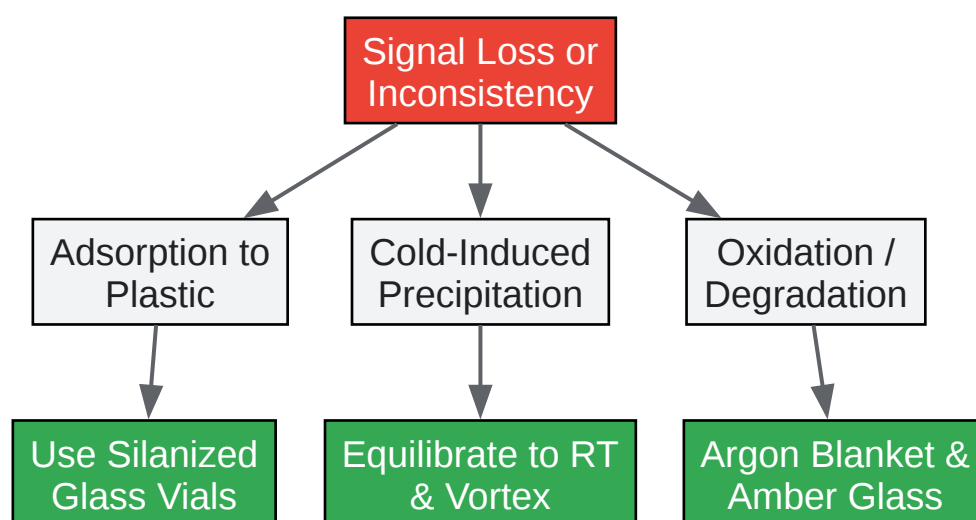 Signal Loss or
Inconsistency
Adsorption to
Plastic
Cold-Induced
Precipitation
Oxidation /
Degradation
Use Silanized
Glass Vials
Equilibrate to RT
& Vortex
Argon Blanket &
Amber Glass